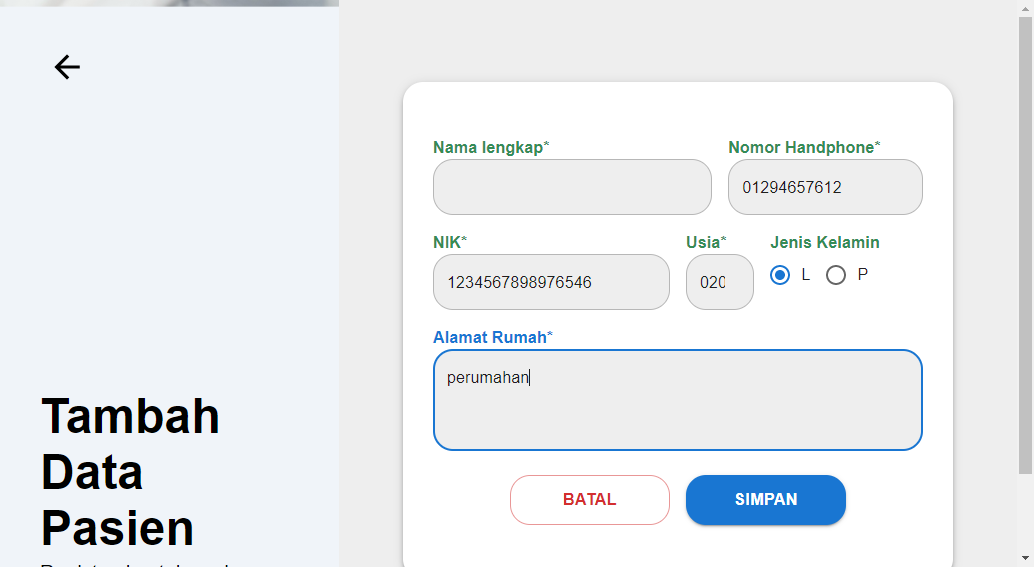 Tambah
Data
Pasien
Nama lengkap*
Nomor Handphone*
01294657612
NIK*
Usia*
Jenis Kelamin
1234567898976546
020
L
P
Alamat Rumah*
perumahan
BATAL
SIMPAN